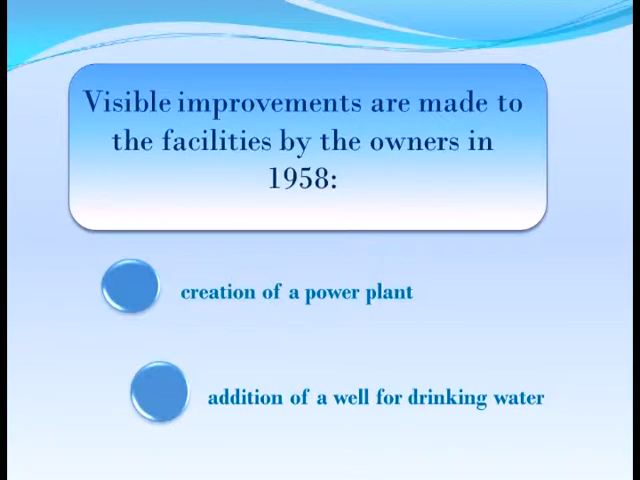 Visible improvements are made to
the facilities by the owners in
1958:
creation of a power plant
addition of a well for drinking water